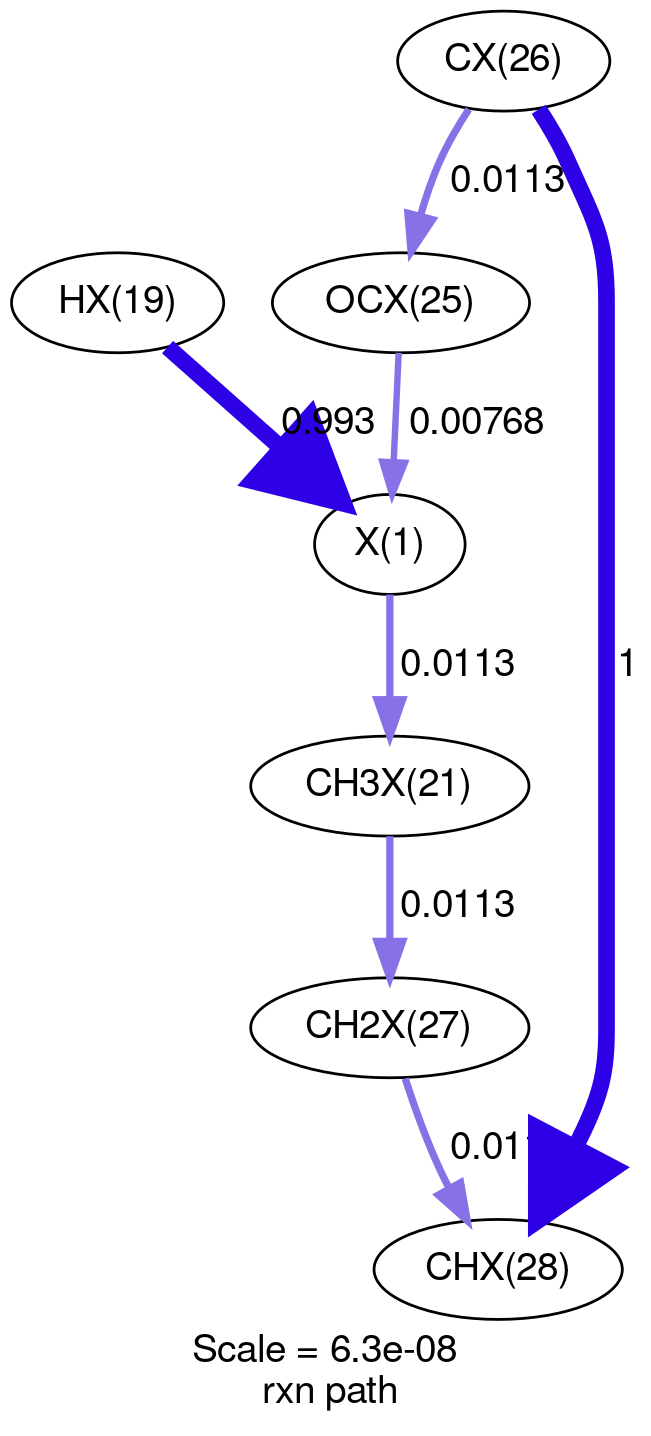 CX(26)
0.0113
HX(19)
OCX(25)
0.993
0.00768
X(1)
0.0113
1
CH3X(21)
0.0113
CH2X(27)
CHX(28)
Scale = 6.3e-08
rxn path